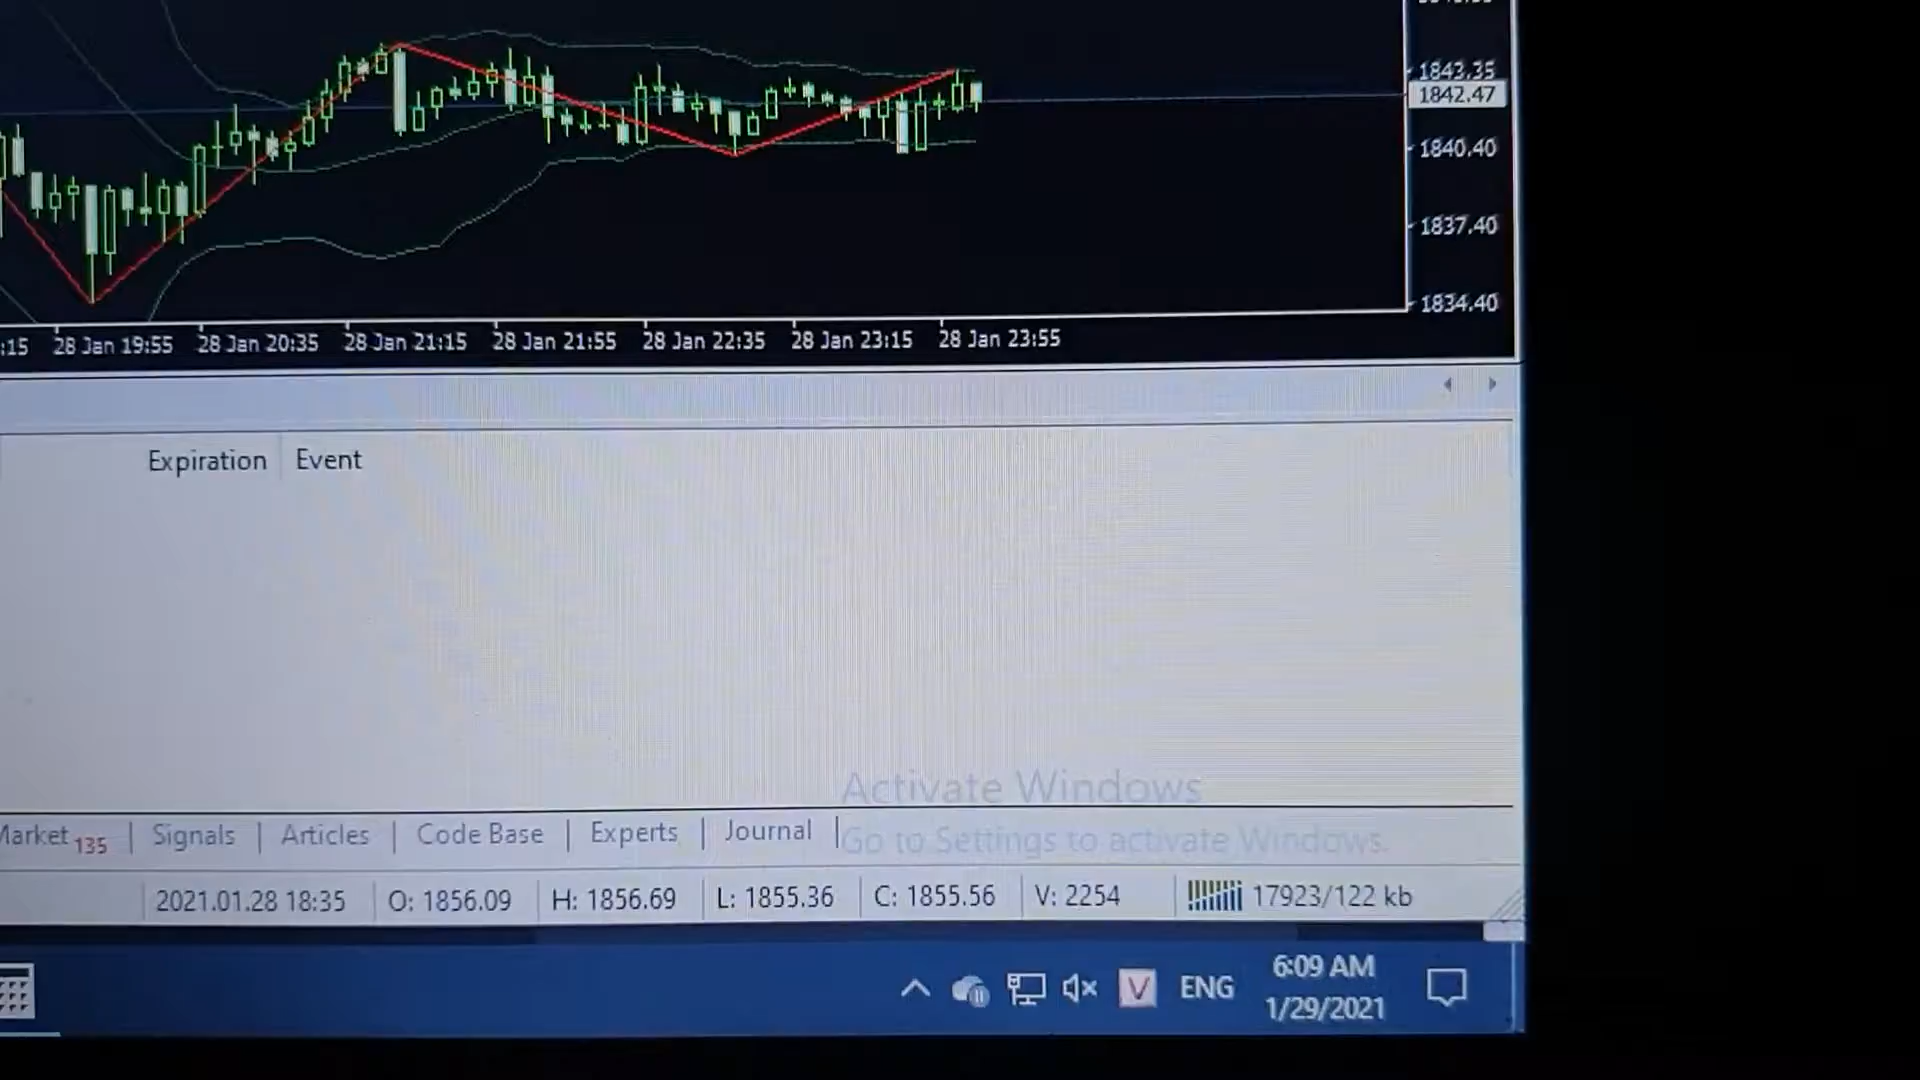 1843.35
1842.47
1840.40
1837.40
1834.40
:15 28 Jan 19:55 28 Jan 20:35 28 Jan 21:15 28 Jan 21:55 28 Jan 22:35 28 Jan 23:15 28 Jan 23:55
Expiration Event
Activate Windows
Go to Settings to activate Windows.
Market 135 | Signals | Articles | Code Base | Experts | Journal |
2021.01.28 18:35 O: 1856.09 H: 1856.69 L: 1855.36 C: 1855.56 V: 2254 17923/122 kb
V ENG 6:09 AM
1/29/2021